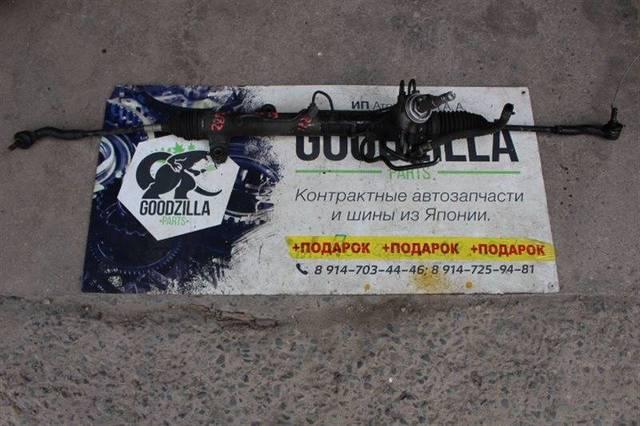 ИП
GOODZILLA
PARTS
GOODZILLA
•PARTS•
Контрактные автозапчасти
и шины из Японии.
+ПОДАРОК +ПОДАРОК +ПОДАРОК
8 914-703-44-46; 8 914-725-94-81